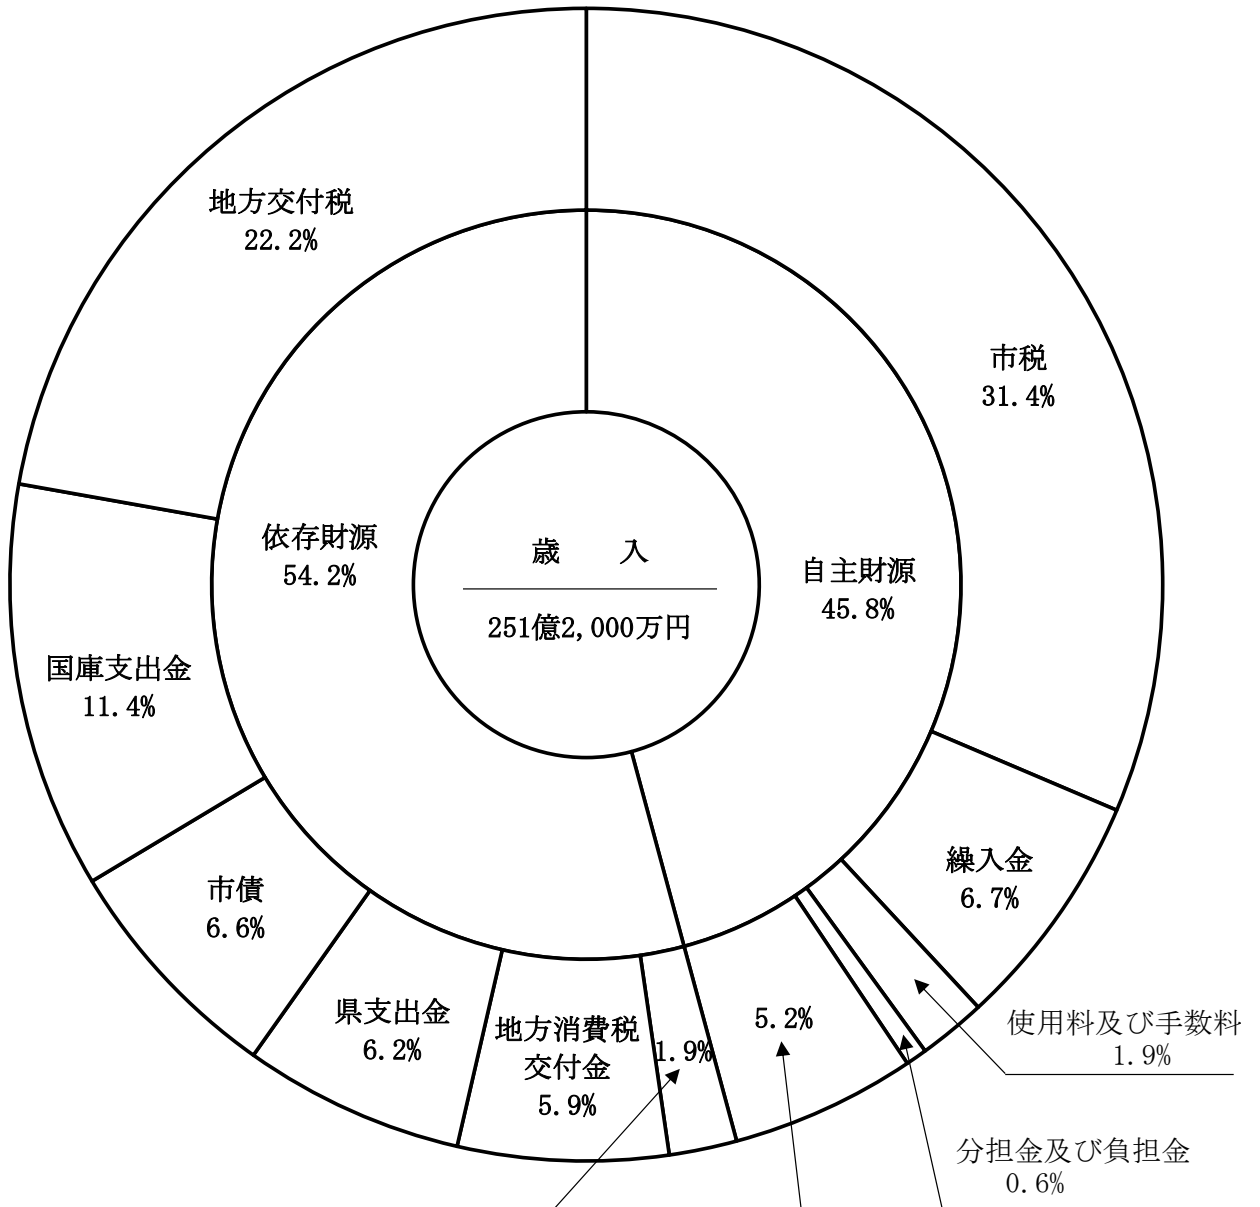 地方交付税
22.2%
市税
31.4%
依存財源
54.2%
歳　入
251億2,000万円
自主財源
45.8%
国庫支出金
11.4%
市債
6.6%
繰入金
6.7%
県支出金
6.2%
地方消費税
交付金
5.9%
1.9%
5.2%
使用料及び手数料
1.9%
分担金及び負担金
0.6%